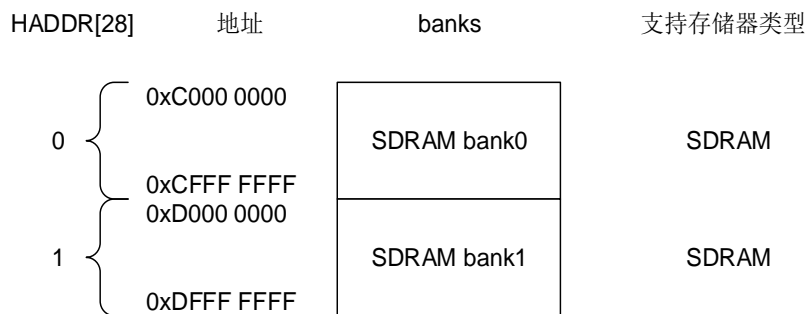 HADDR[28] 地址 banks 支持存储器类型
0xC000 0000
0 SDRAM bank0 SDRAM
0xCFFF FFFF
0xD000 0000
1 SDRAM bank1 SDRAM
0xDFFF FFFF